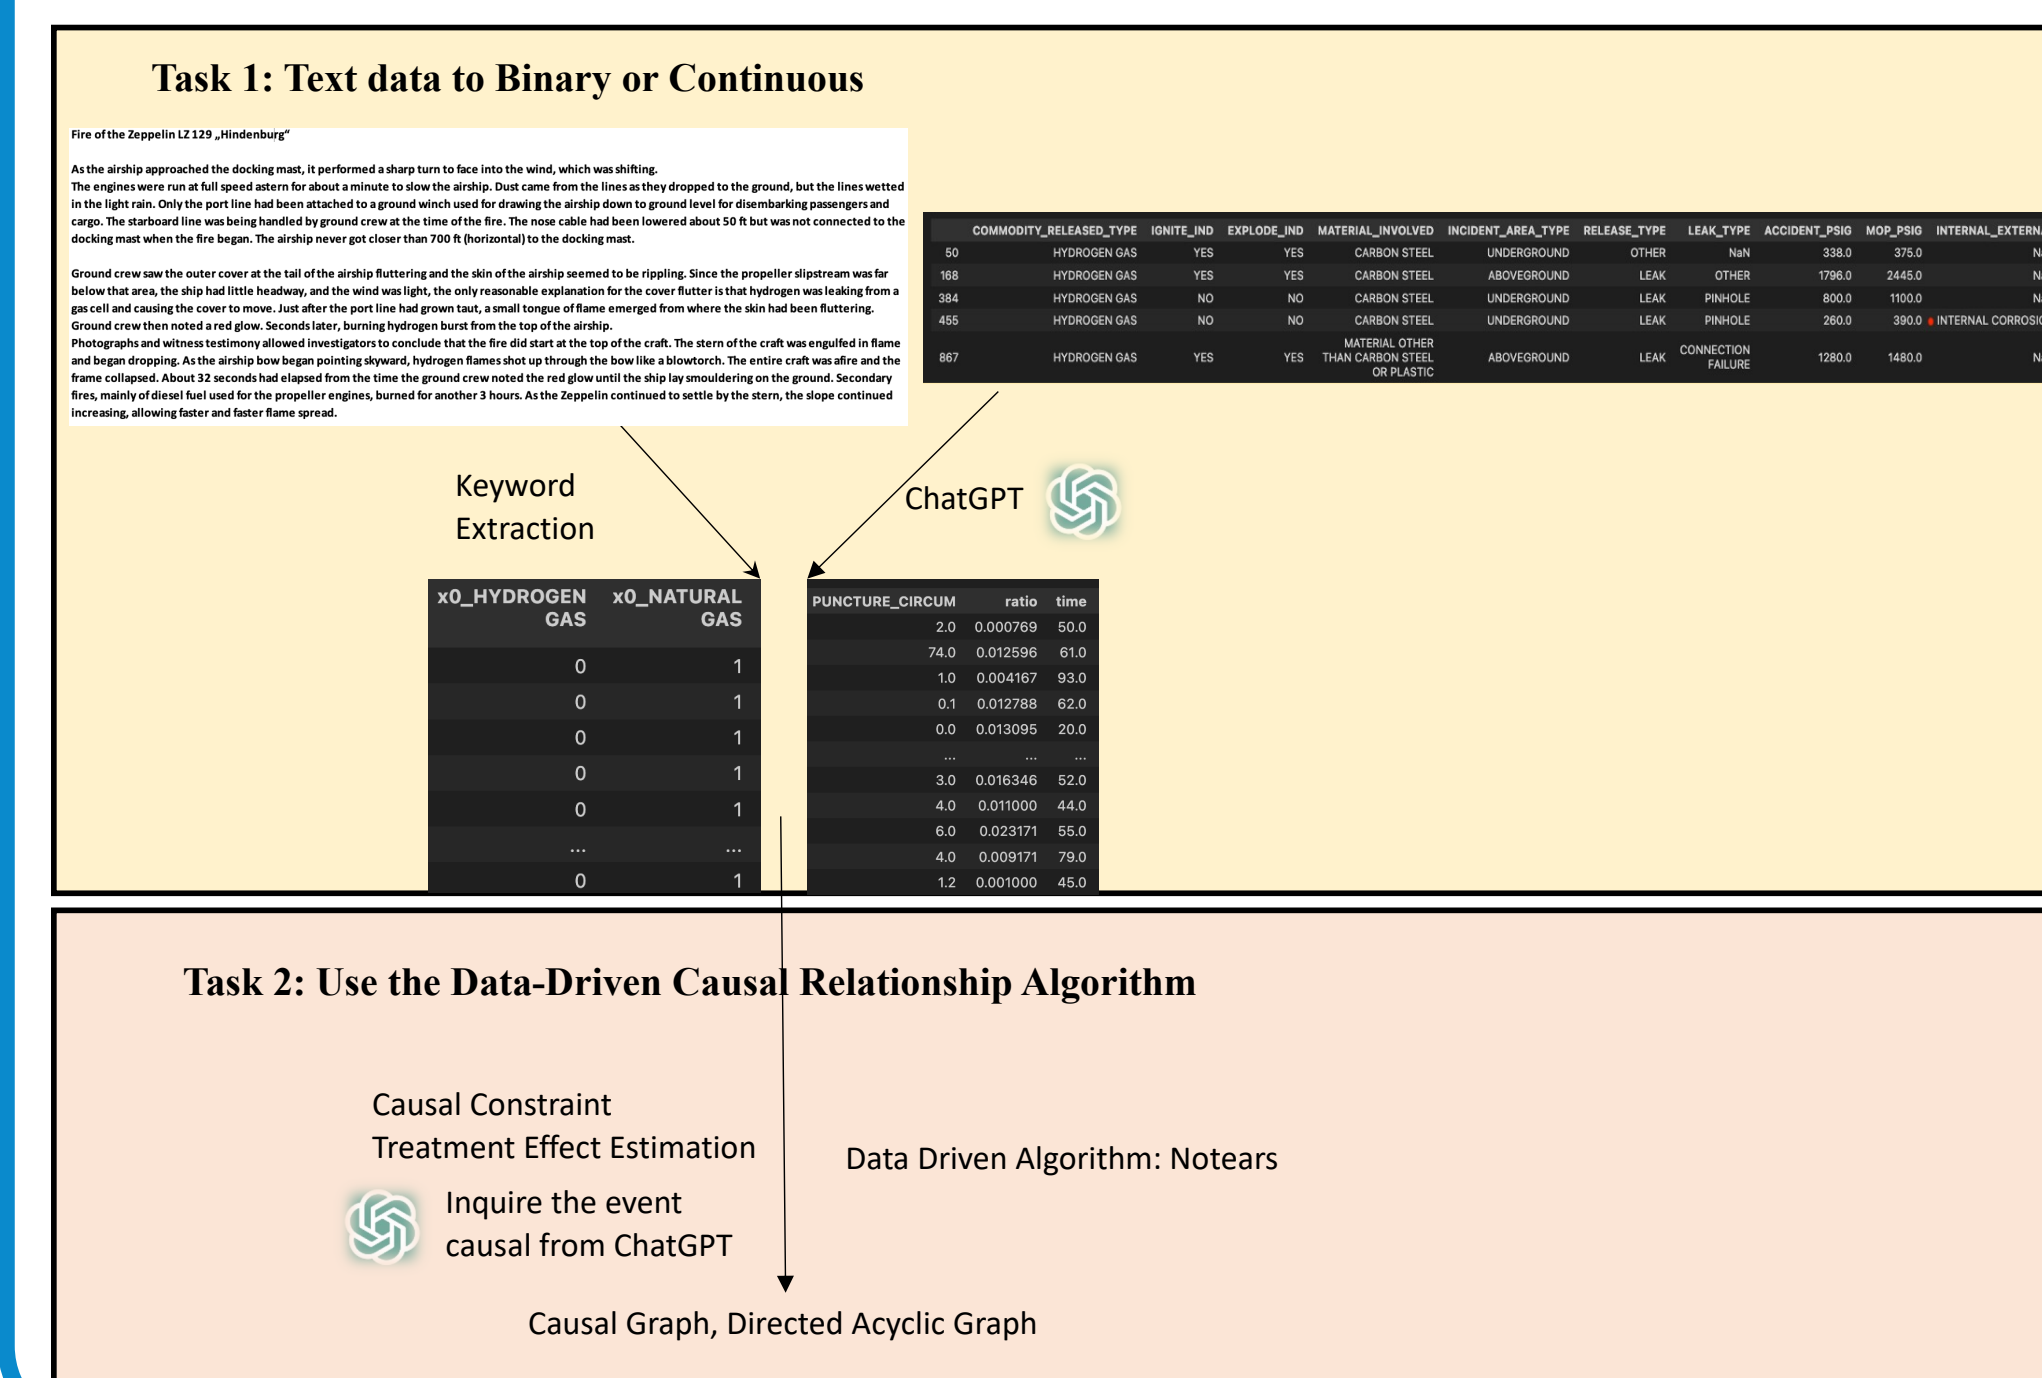 Task 1: Text data to Binary or Continuous
Fire of the Zeppelin LZ 129 „Hindenburg“
As the airship approached the docking mast, it performed a sharp turn to face into the wind, which was shifting.
The engines were run at full speed astern for about a minute to slow the airship. Dust came from the lines as they dropped to the ground, but the lines wetted
in the light rain. Only the port line had been attached to a ground winch used for drawing the airship down to ground level for disembarking passengers and
cargo. The starboard line was being handled by ground crew at the time of the fire. The nose cable had been lowered about 50 ft but was not connected to the
docking mast when the fire began. The airship never got closer than 700 ft (horizontal) to the docking mast.
Ground crew saw the outer cover at the tail of the airship fluttering and the skin of the airship seemed to be rippling. Since the propeller slipstream was far
below that area, the ship had little headway, and the wind was light, the only reasonable explanation for the cover flutter is that hydrogen was leaking from a
gas cell and causing the cover to move. Just after the port line had grown taut, a small tongue of flame emerged from where the skin had been fluttering.
Ground crew then noted a red glow. Seconds later, burning hydrogen burst from the top of the airship.
Photographs and witness testimony allowed investigators to conclude that the fire did start at the top of the craft. The stern of the craft was engulfed in flame
and began dropping. As the airship bow began pointing skyward, hydrogen flames shot up through the bow like a blowtorch. The entire craft was afire and the
frame collapsed. About 32 seconds had elapsed from the time the ground crew noted the red glow until the ship lay smouldering on the ground. Secondary
fires, mainly of diesel fuel used for the propeller engines, burned for another 3 hours. As the Zeppelin continued to settle by the stern, the slope continued
increasing, allowing faster and faster flame spread.
COMMODITY_RELEASED_TYPE IGNITE_IND EXPLODE_IND MATERIAL_INVOLVED INCIDENT_AREA_TYPE RELEASE_TYPE LEAK_TYPE ACCIDENT_PSIG MOP_PSIG INTERNAL_EXTERNA
50 HYDROGEN GAS YES YES CARBON STEEL UNDERGROUND OTHER NaN 338.0 375.0 N
168 HYDROGEN GAS YES YES CARBON STEEL ABOVEGROUND LEAK OTHER 1796.0 2445.0 N
384 HYDROGEN GAS NO NO CARBON STEEL UNDERGROUND LEAK PINHOLE 800.0 1100.0 N
455 HYDROGEN GAS NO NO CARBON STEEL UNDERGROUND LEAK PINHOLE 260.0 390.0 INTERNAL CORROSI
867 HYDROGEN GAS YES YES MATERIAL OTHER THAN CARBON STEEL OR PLASTIC ABOVEGROUND LEAK CONNECTION FAILURE 1280.0 1480.0 N
Keyword
Extraction
ChatGPT
x0_HYDROGEN x0_NATURAL
GAS GAS
0 1
0 1
0 1
0 1
0 1
... ...
0 1
PUNCTURE_CIRCUM ratio time
2.0 0.000769 50.0
74.0 0.012596 61.0
1.0 0.004167 93.0
0.1 0.012788 62.0
0.0 0.013095 20.0
... ... ...
3.0 0.016346 52.0
4.0 0.011000 44.0
6.0 0.023171 55.0
4.0 0.009171 79.0
1.2 0.001000 45.0
Task 2: Use the Data-Driven Causal Relationship Algorithm
Causal Constraint
Treatment Effect Estimation
Data Driven Algorithm: Notears
Inquire the event
causal from ChatGPT
Causal Graph, Directed Acyclic Graph